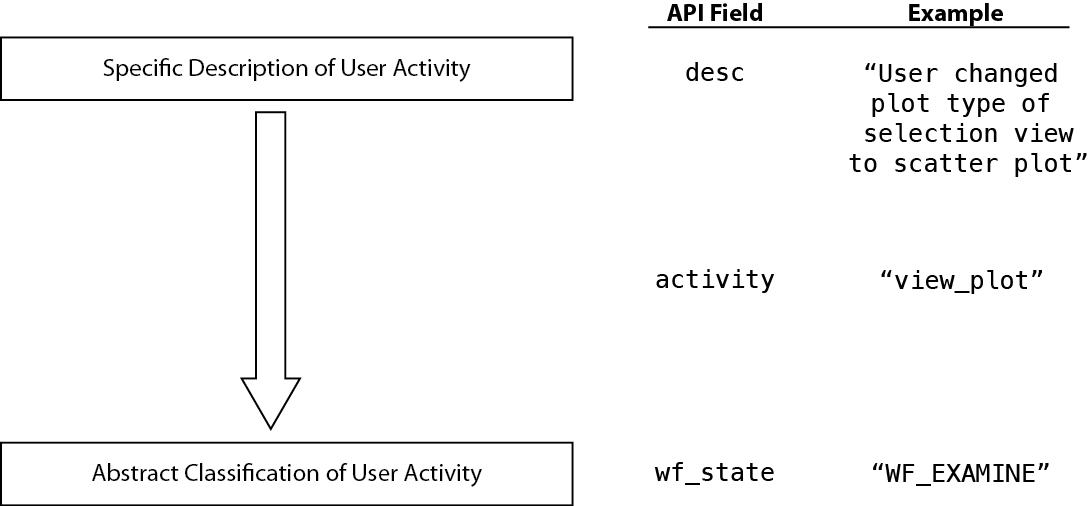 API Field Example
Specific Description of User Activity
desc “User changed
plot type of
selection view
to scatter plot”
activity “view_plot”
Abstract Classification of User Activity
wf_state “WF_EXAMINE”